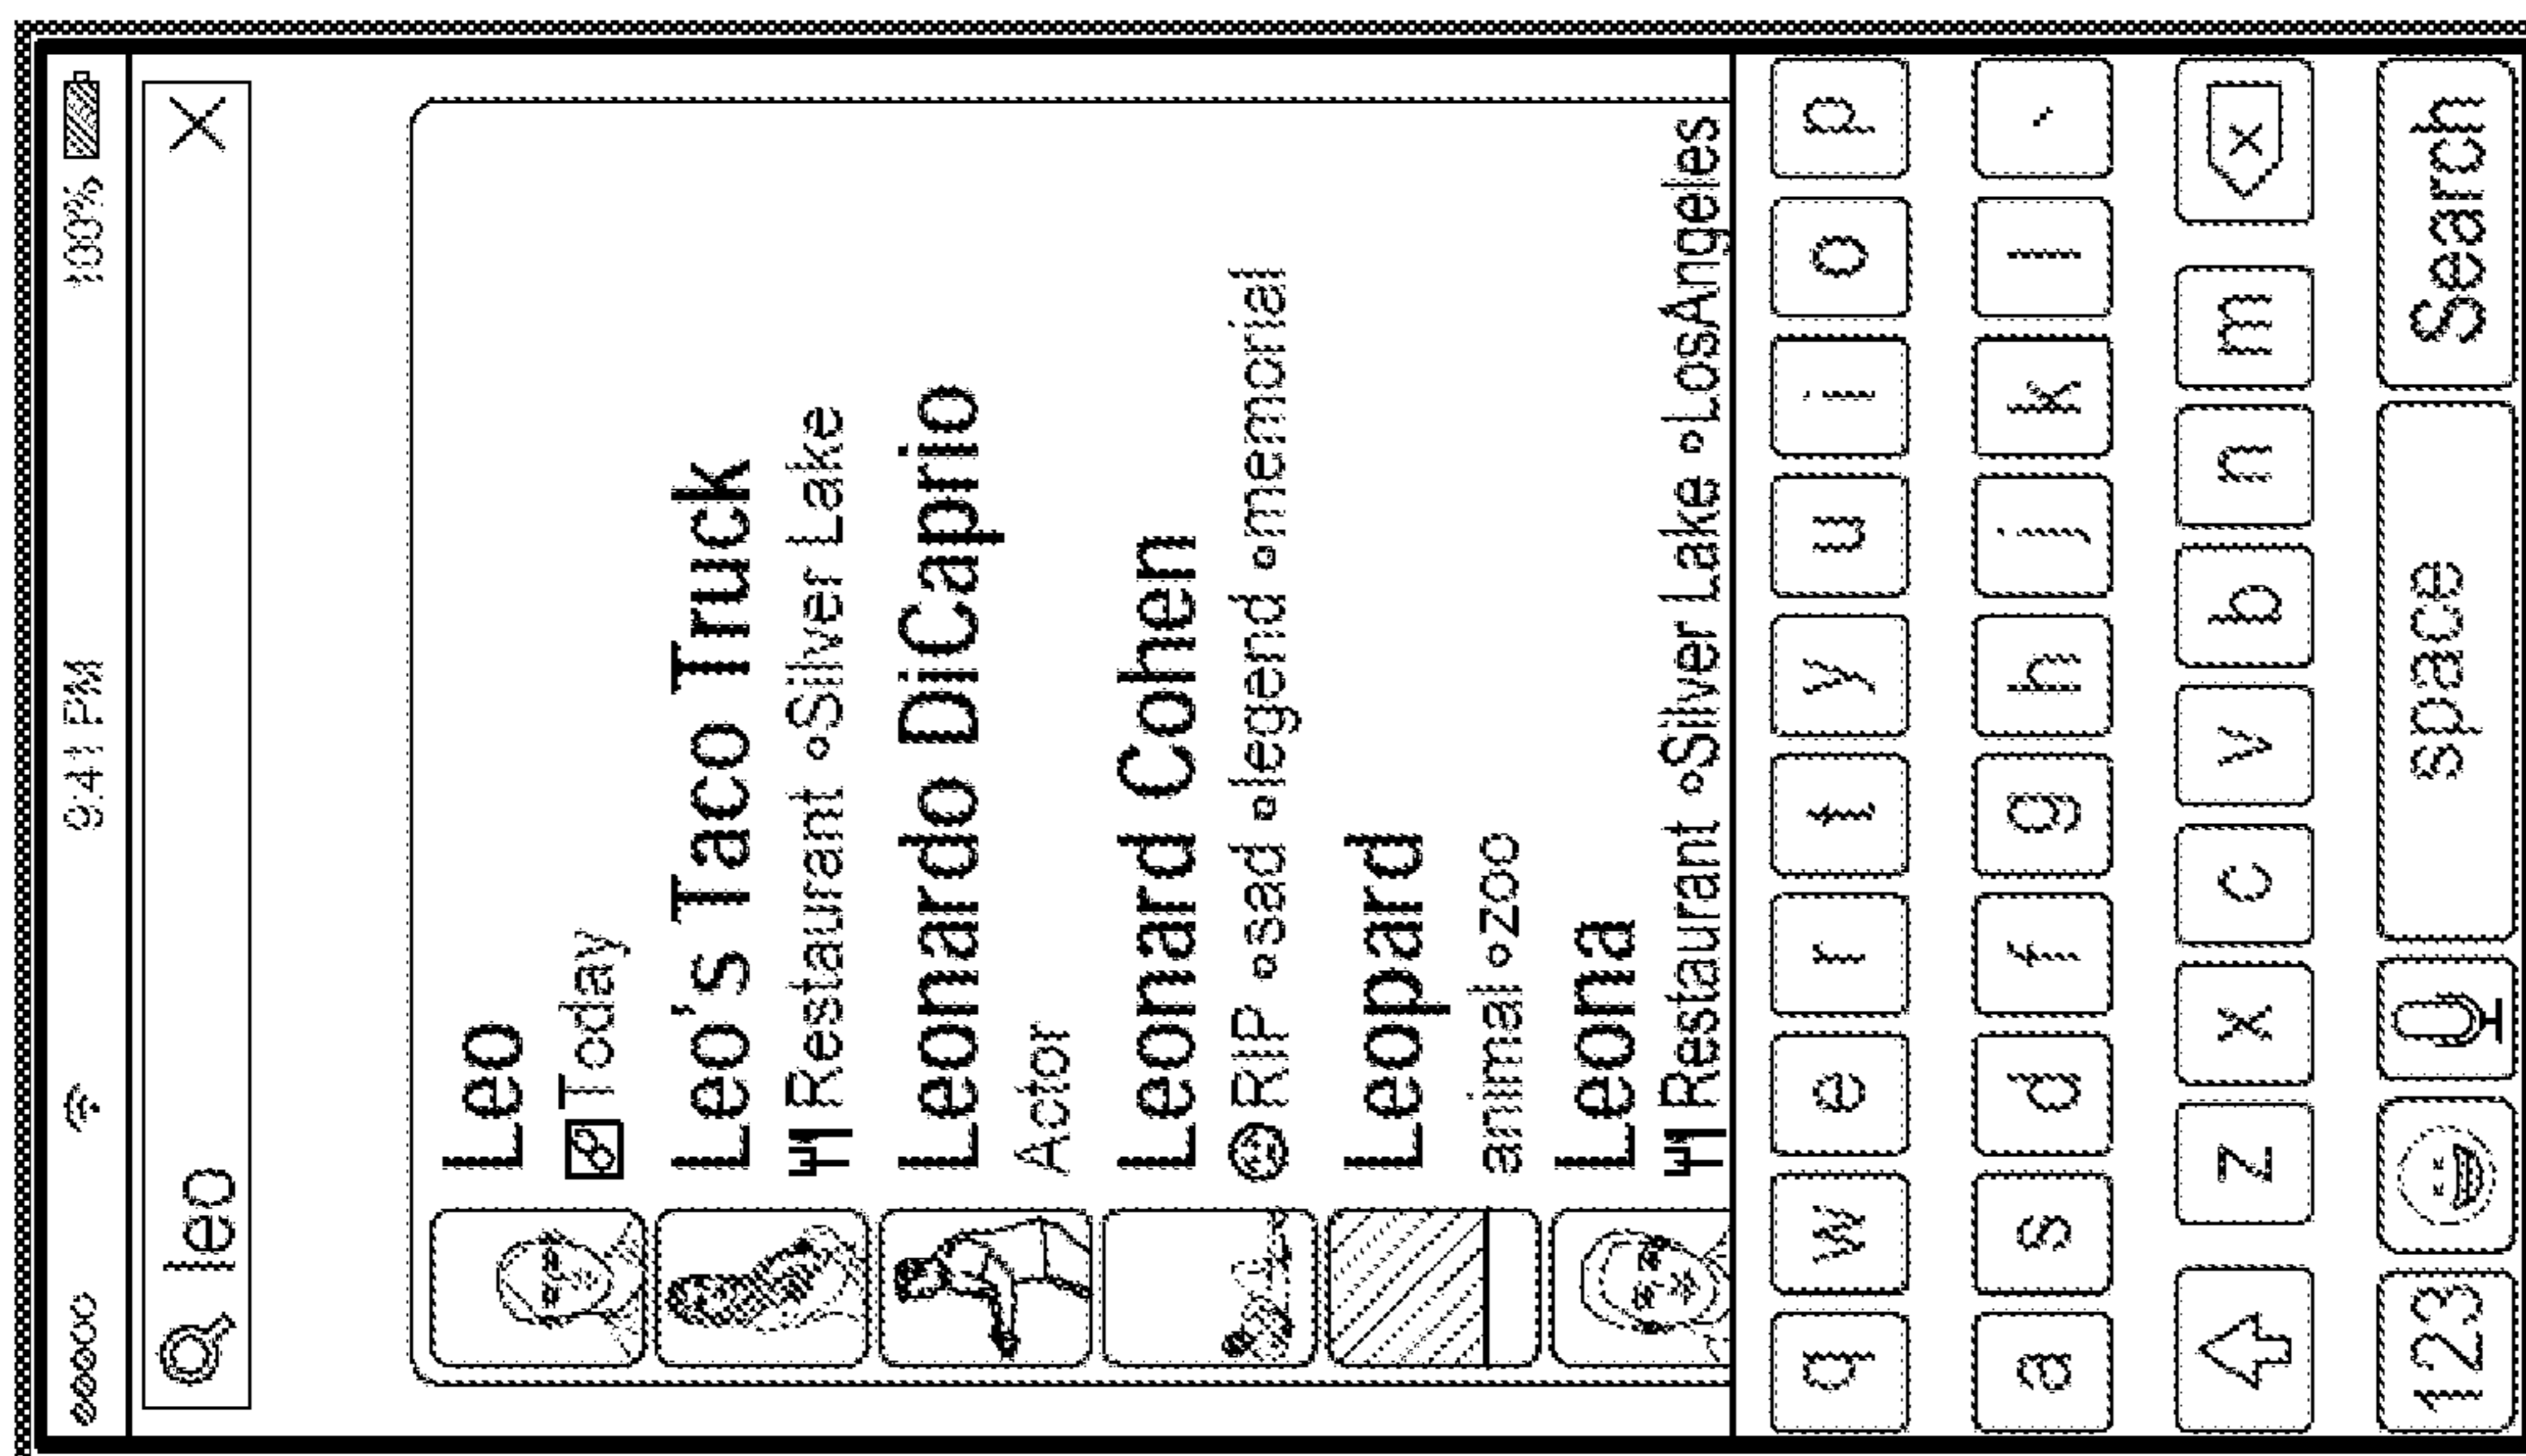 9:41 PM 100%
leo
Leo
Today
Leo's Taco Truck
Restaurant °Silver Lake
Leonardo DiCaprio
Actor
Leonard Cohen
RIP °sad °legend °memorial
Leopard
animal °zoo
Leona
Restaurant °Silver Lake °LosAngeles
q w e r t y u i o p
a s d f g h j k l '
z x c v b n m
123 space Search